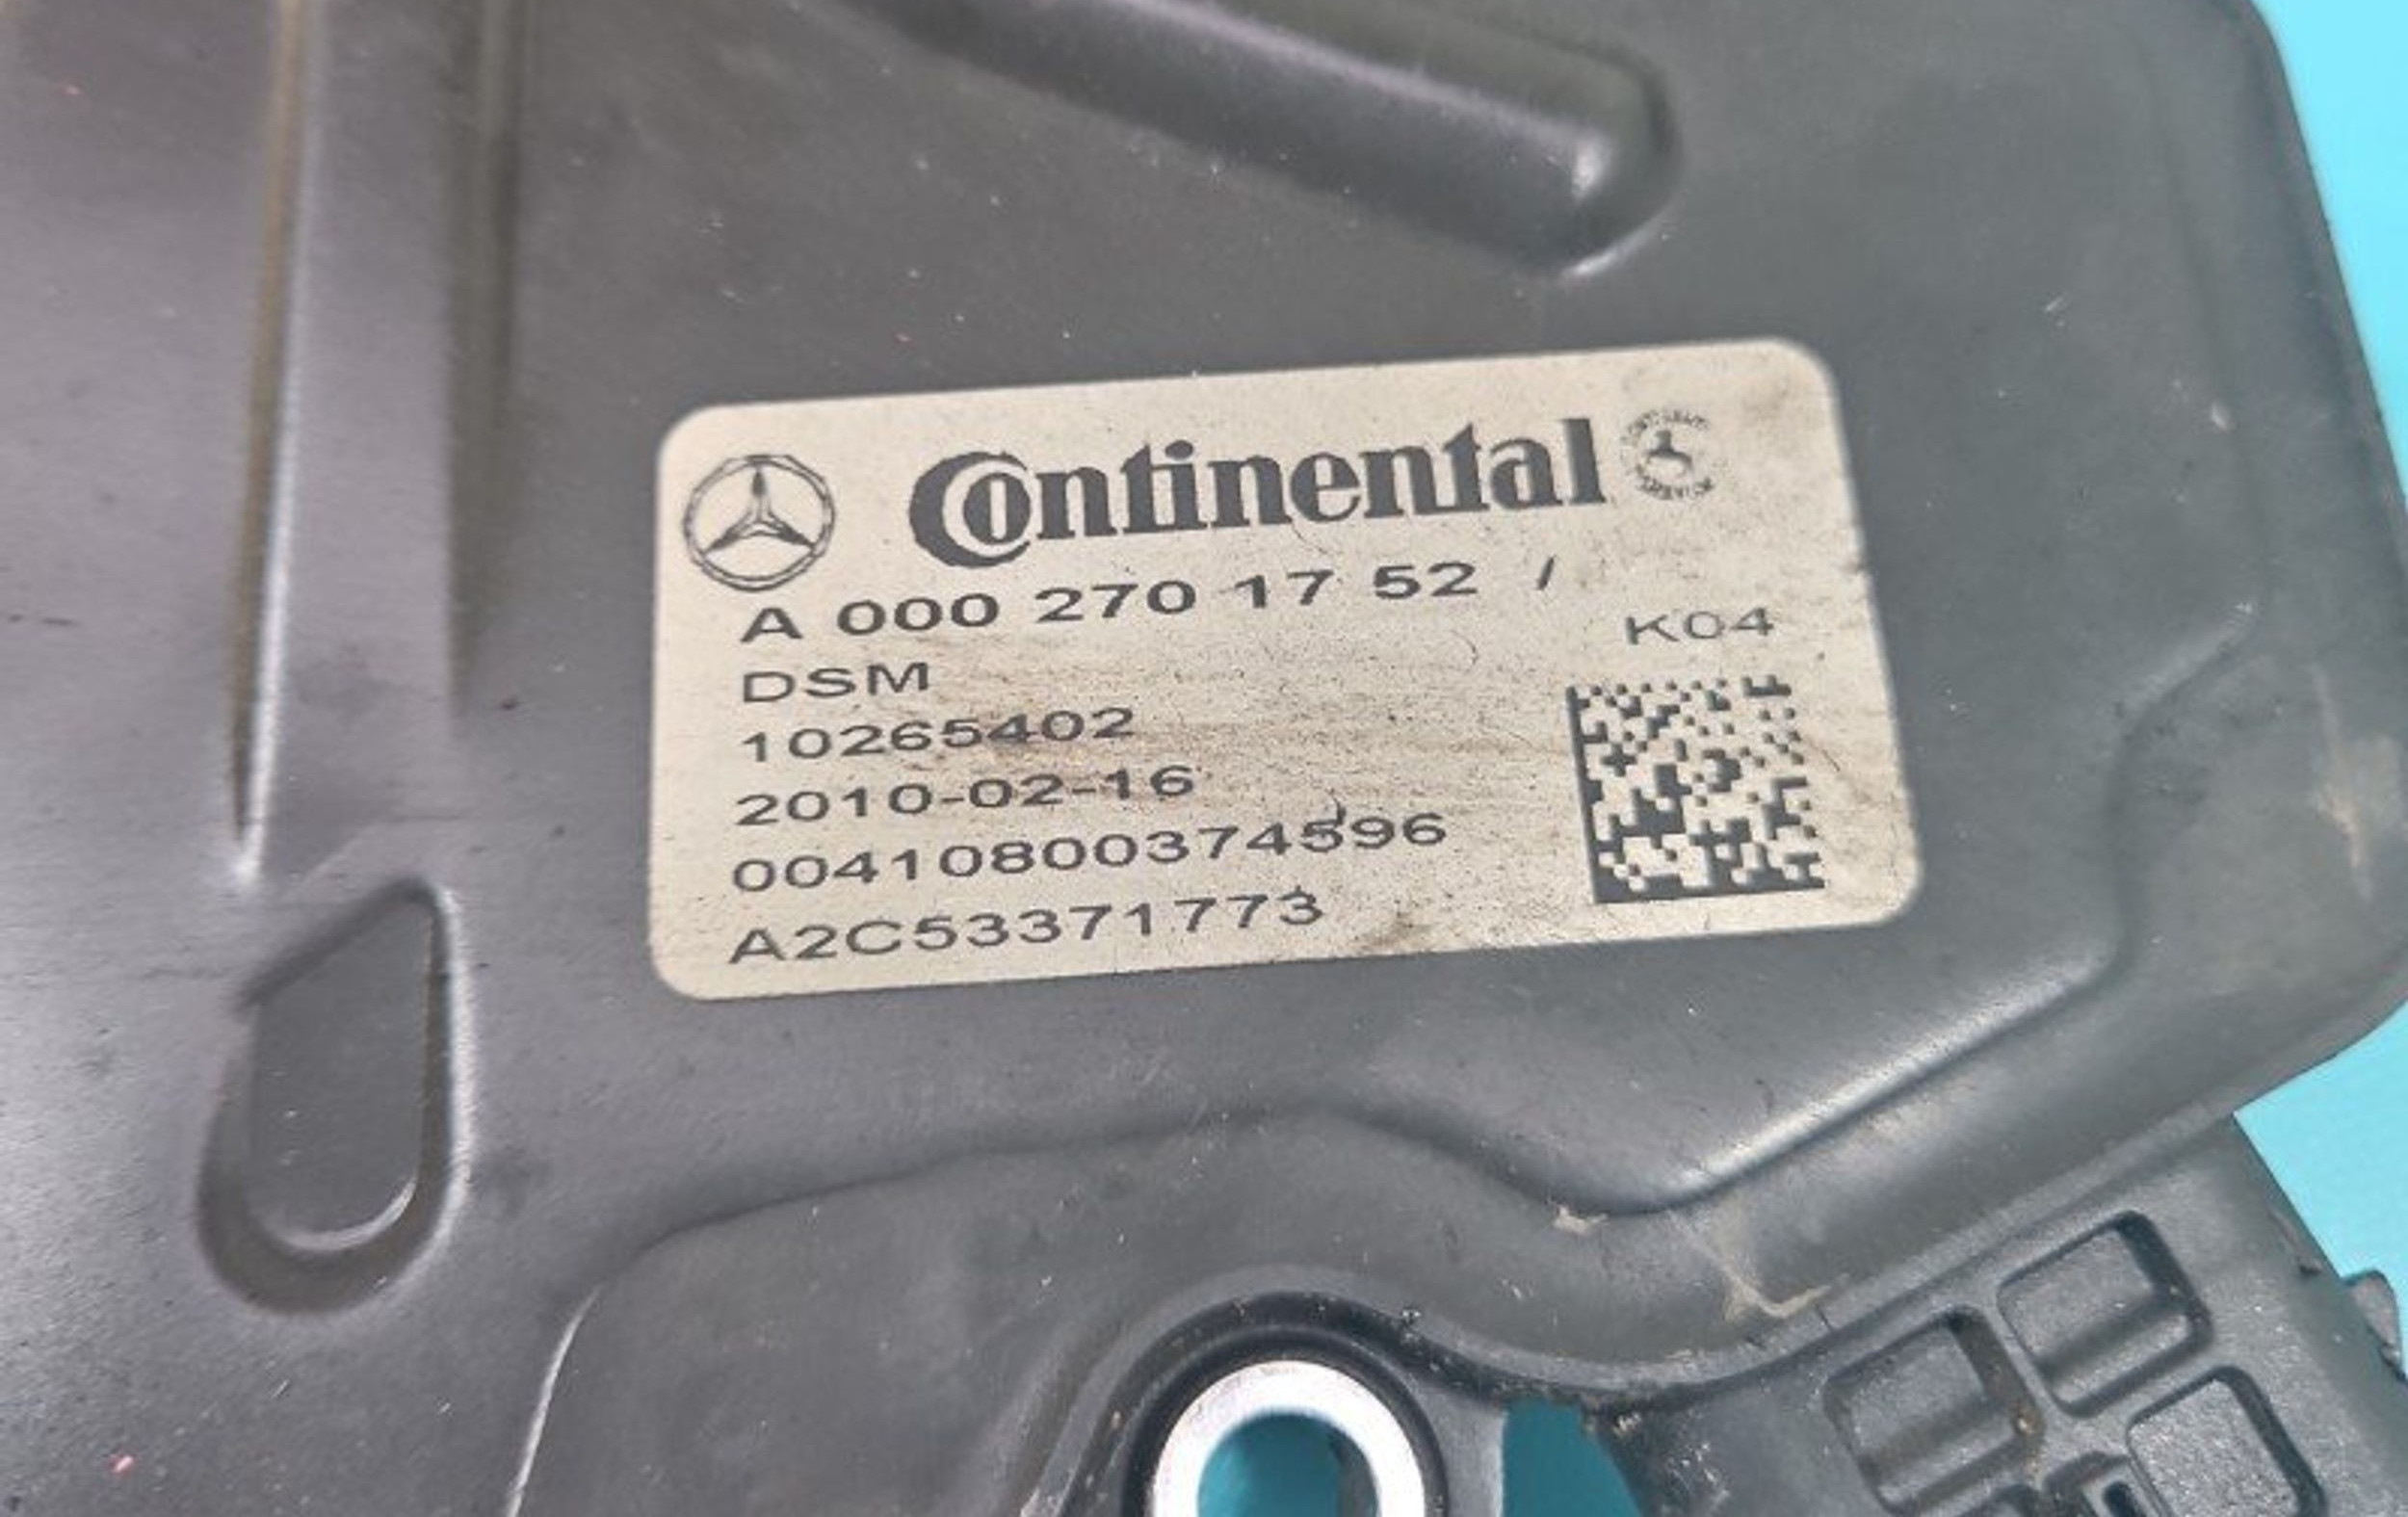 Continental
A 000 270 17 52 /
K04
DSM
10265402
2010-02-16
00410800374596
A2C53371773